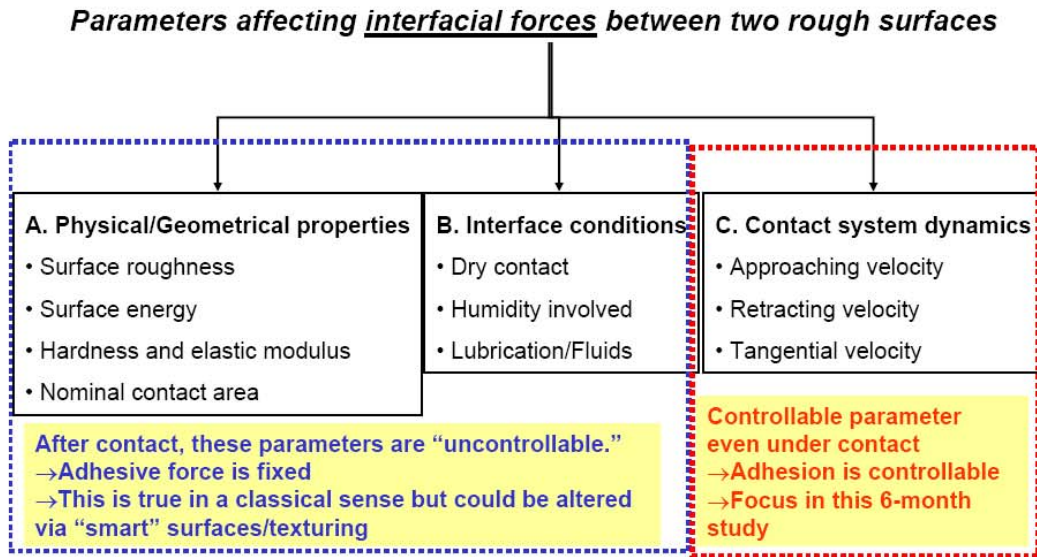 Parameters affecting interfacial forces between two rough surfaces
A. Physical/Geometrical properties
• Surface roughness
• Surface energy
• Hardness and elastic modulus
• Nominal contact area
B. Interface conditions
• Dry contact
• Humidity involved
• Lubrication/Fluids
C. Contact system dynamics
• Approaching velocity
• Retracting velocity
• Tangential velocity
After contact, these parameters are “uncontrollable.”
→Adhesive force is fixed
→This is true in a classical sense but could be altered
via “smart” surfaces/texturing
Controllable parameter
even under contact
→Adhesion is controllable
→Focus in this 6-month
study